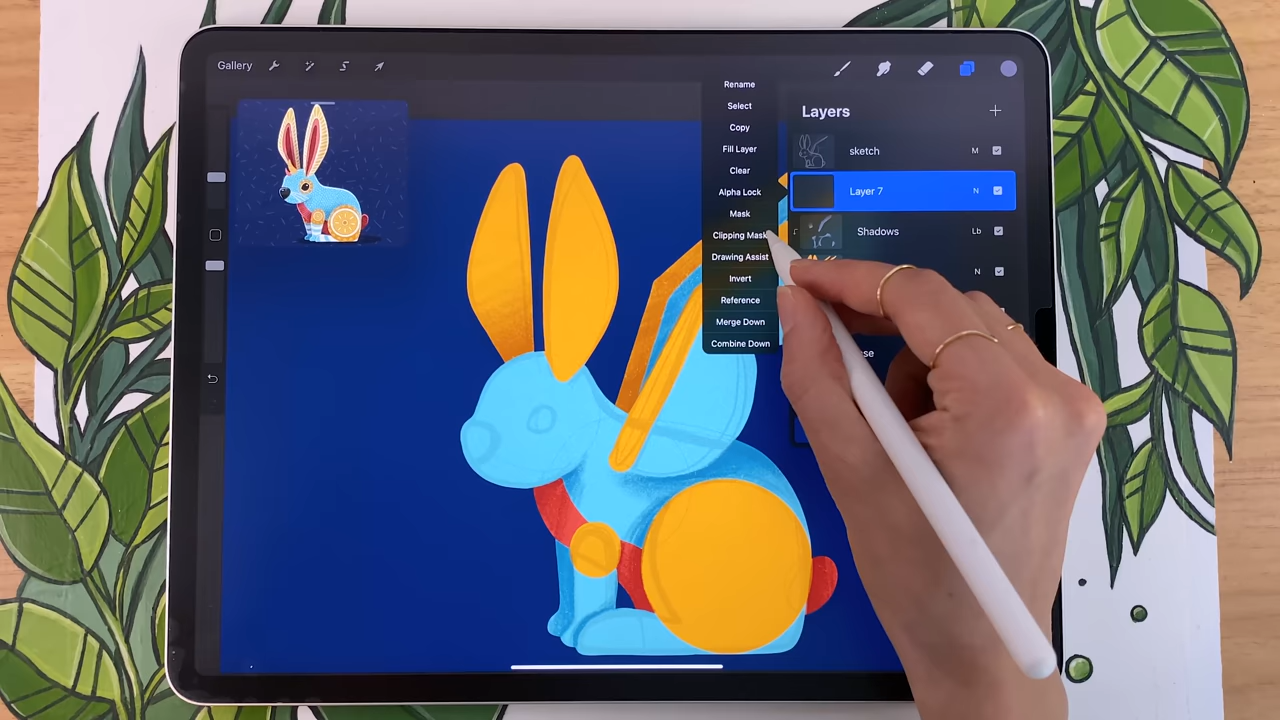 Gallery
Rename
Select
Copy
Fill Layer
Clear
Alpha Lock
Mask
Clipping Mask
Drawing Assist
Invert
Reference
Merge Down
Combine Down
Layers
sketch M
Layer 7 N
Shadows Lb
N